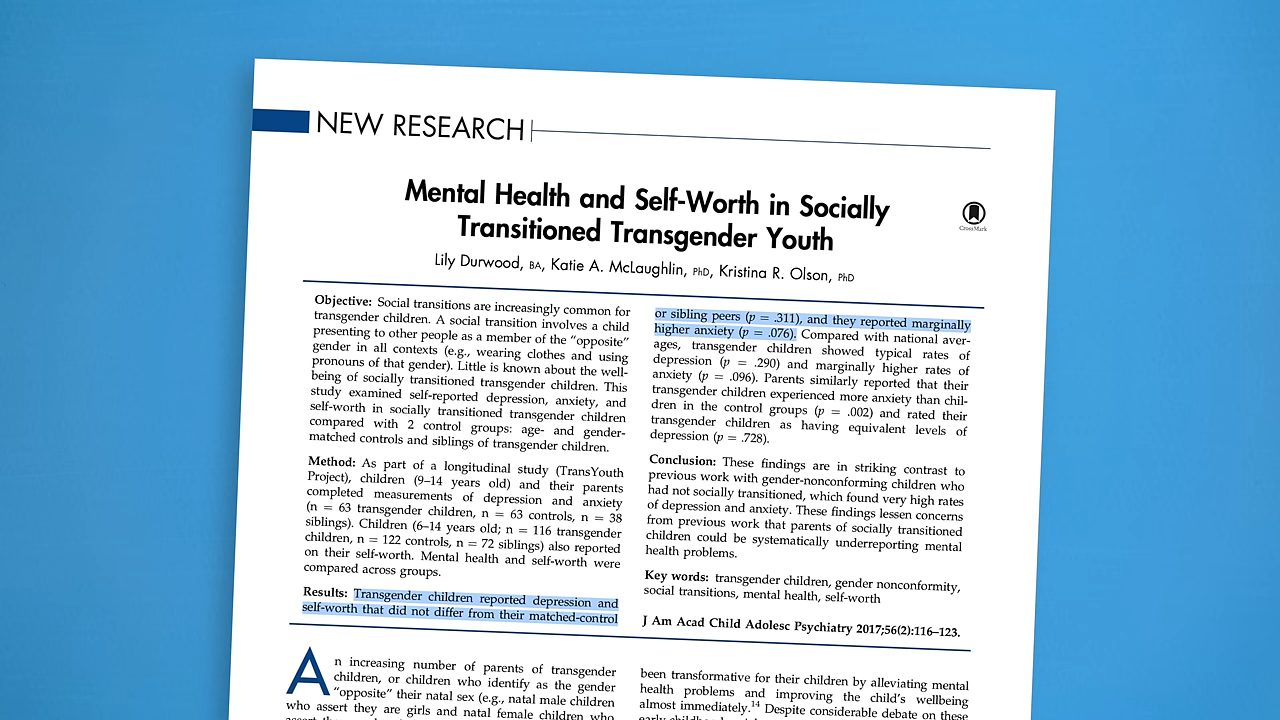 NEW RESEARCH
Mental Health and Self-Worth in Socially
Transitioned Transgender Youth
CrossMark
Lily Durwood, BA, Katie A. McLaughlin, PhD, Kristina R. Olson, PhD
Objective: Social transitions are increasingly common for
transgender children. A social transition involves a child
presenting to other people as a member of the “opposite”
gender in all contexts (e.g., wearing clothes and using
pronouns of that gender). Little is known about the well-
being of socially transitioned transgender children. This
study examined self-reported depression, anxiety, and
self-worth in socially transitioned transgender children
compared with 2 control groups: age- and gender-
matched controls and siblings of transgender children.
Method: As part of a longitudinal study (TransYouth
Project), children (9–14 years old) and their parents
completed measurements of depression and anxiety
(n = 63 transgender children, n = 63 controls, n = 38
siblings). Children (6–14 years old; n = 116 transgender
children, n = 122 controls, n = 72 siblings) also reported
on their self-worth. Mental health and self-worth were
compared across groups.
Results: Transgender children reported depression and
self-worth that did not differ from their matched-control
or sibling peers (p = .311), and they reported marginally
higher anxiety (p = .076). Compared with national aver-
ages, transgender children showed typical rates of
depression (p = .290) and marginally higher rates of
anxiety (p = .096). Parents similarly reported that their
transgender children experienced more anxiety than chil-
dren in the control groups (p = .002) and rated their
transgender children as having equivalent levels of
depression (p = .728).
Conclusion: These findings are in striking contrast to
previous work with gender-nonconforming children who
had not socially transitioned, which found very high rates
of depression and anxiety. These findings lessen concerns
from previous work that parents of socially transitioned
children could be systematically underreporting mental
health problems.
Key words: transgender children, gender nonconformity,
social transitions, mental health, self-worth
J Am Acad Child Adolesc Psychiatry 2017;56(2):116–123.
An increasing number of parents of transgender
children, or children who identify as the gender
“opposite” their natal sex (e.g., natal male children
who assert they are girls and natal female children who
been transformative for their children by alleviating mental
health problems and improving the child’s wellbeing
almost immediately.14 Despite considerable debate on these